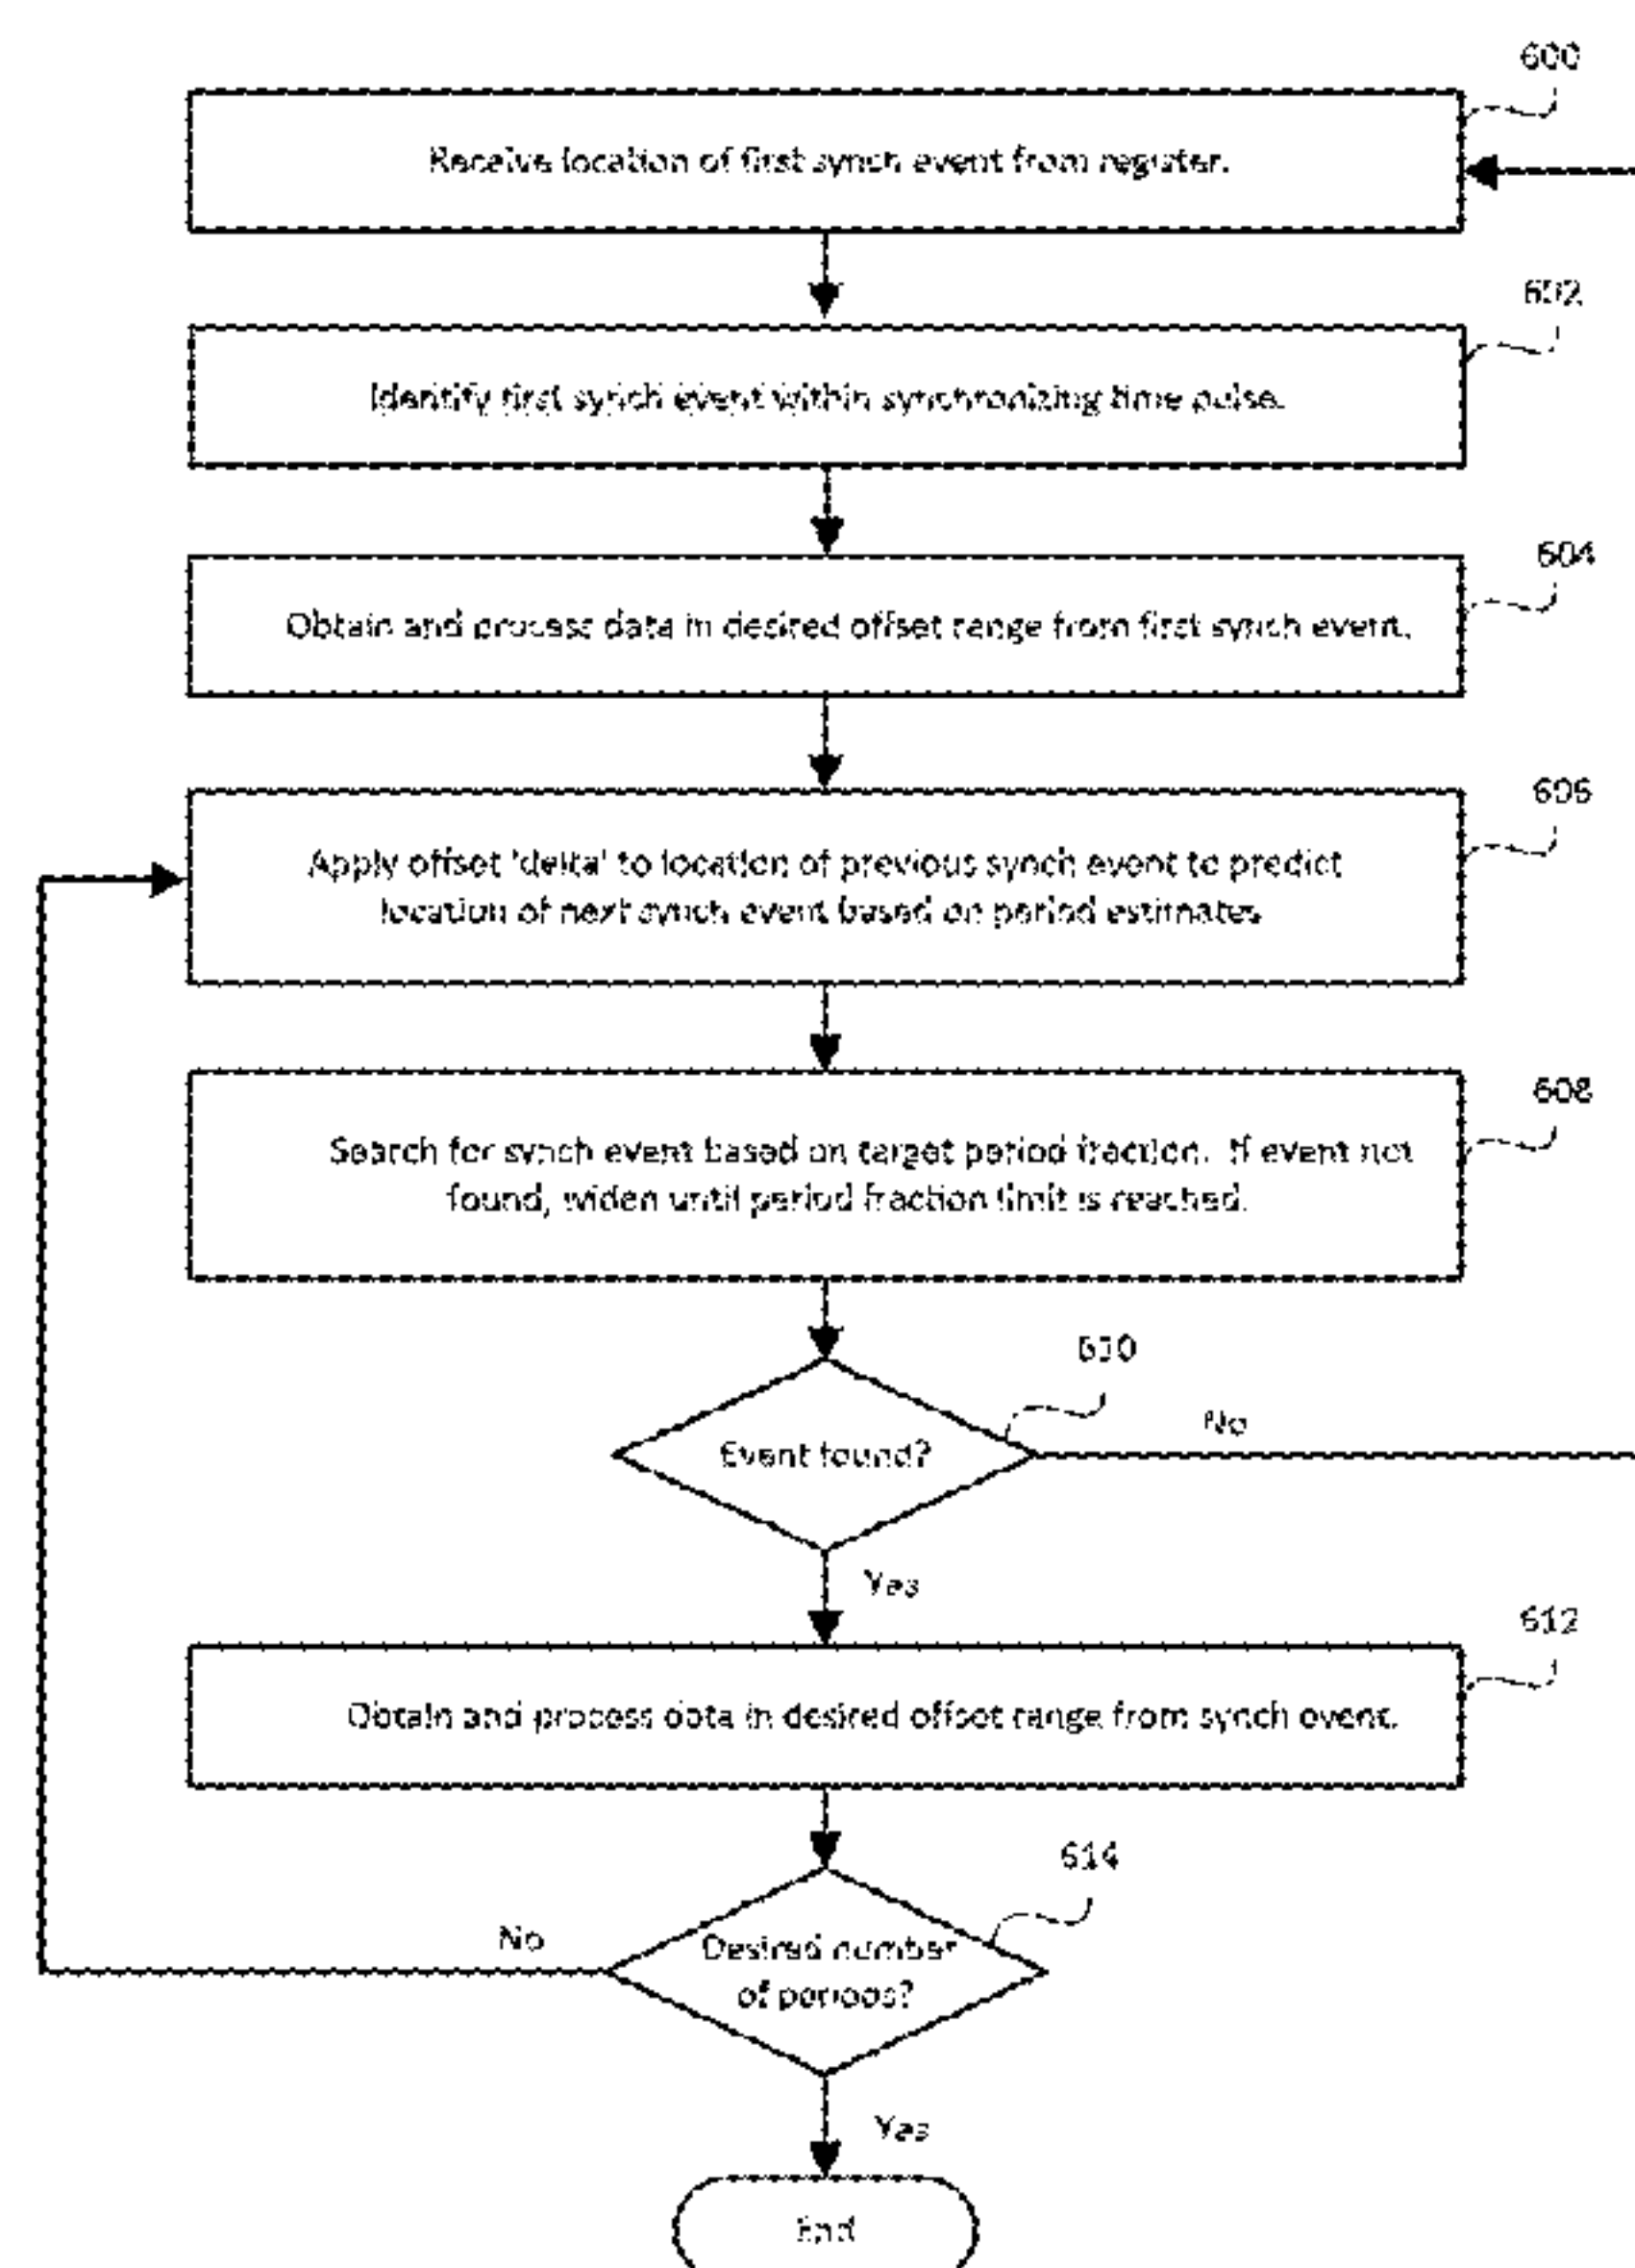 600
Receive location of first synch event from register.
602
Identify first synch event within synchronizing time pulse.
604
Obtain and process data in desired offset range from first synch event.
606
Apply offset 'delta' to location of previous synch event to predict
location of next synch event based on period estimates
608
Search for synch event based on target period fraction. If event not
found, widen until period fraction limit is reached.
610
Event found?
No
Yes
612
Obtain and process data in desired offset range from synch event.
614
Desired number
of periods?
No
Yes
End